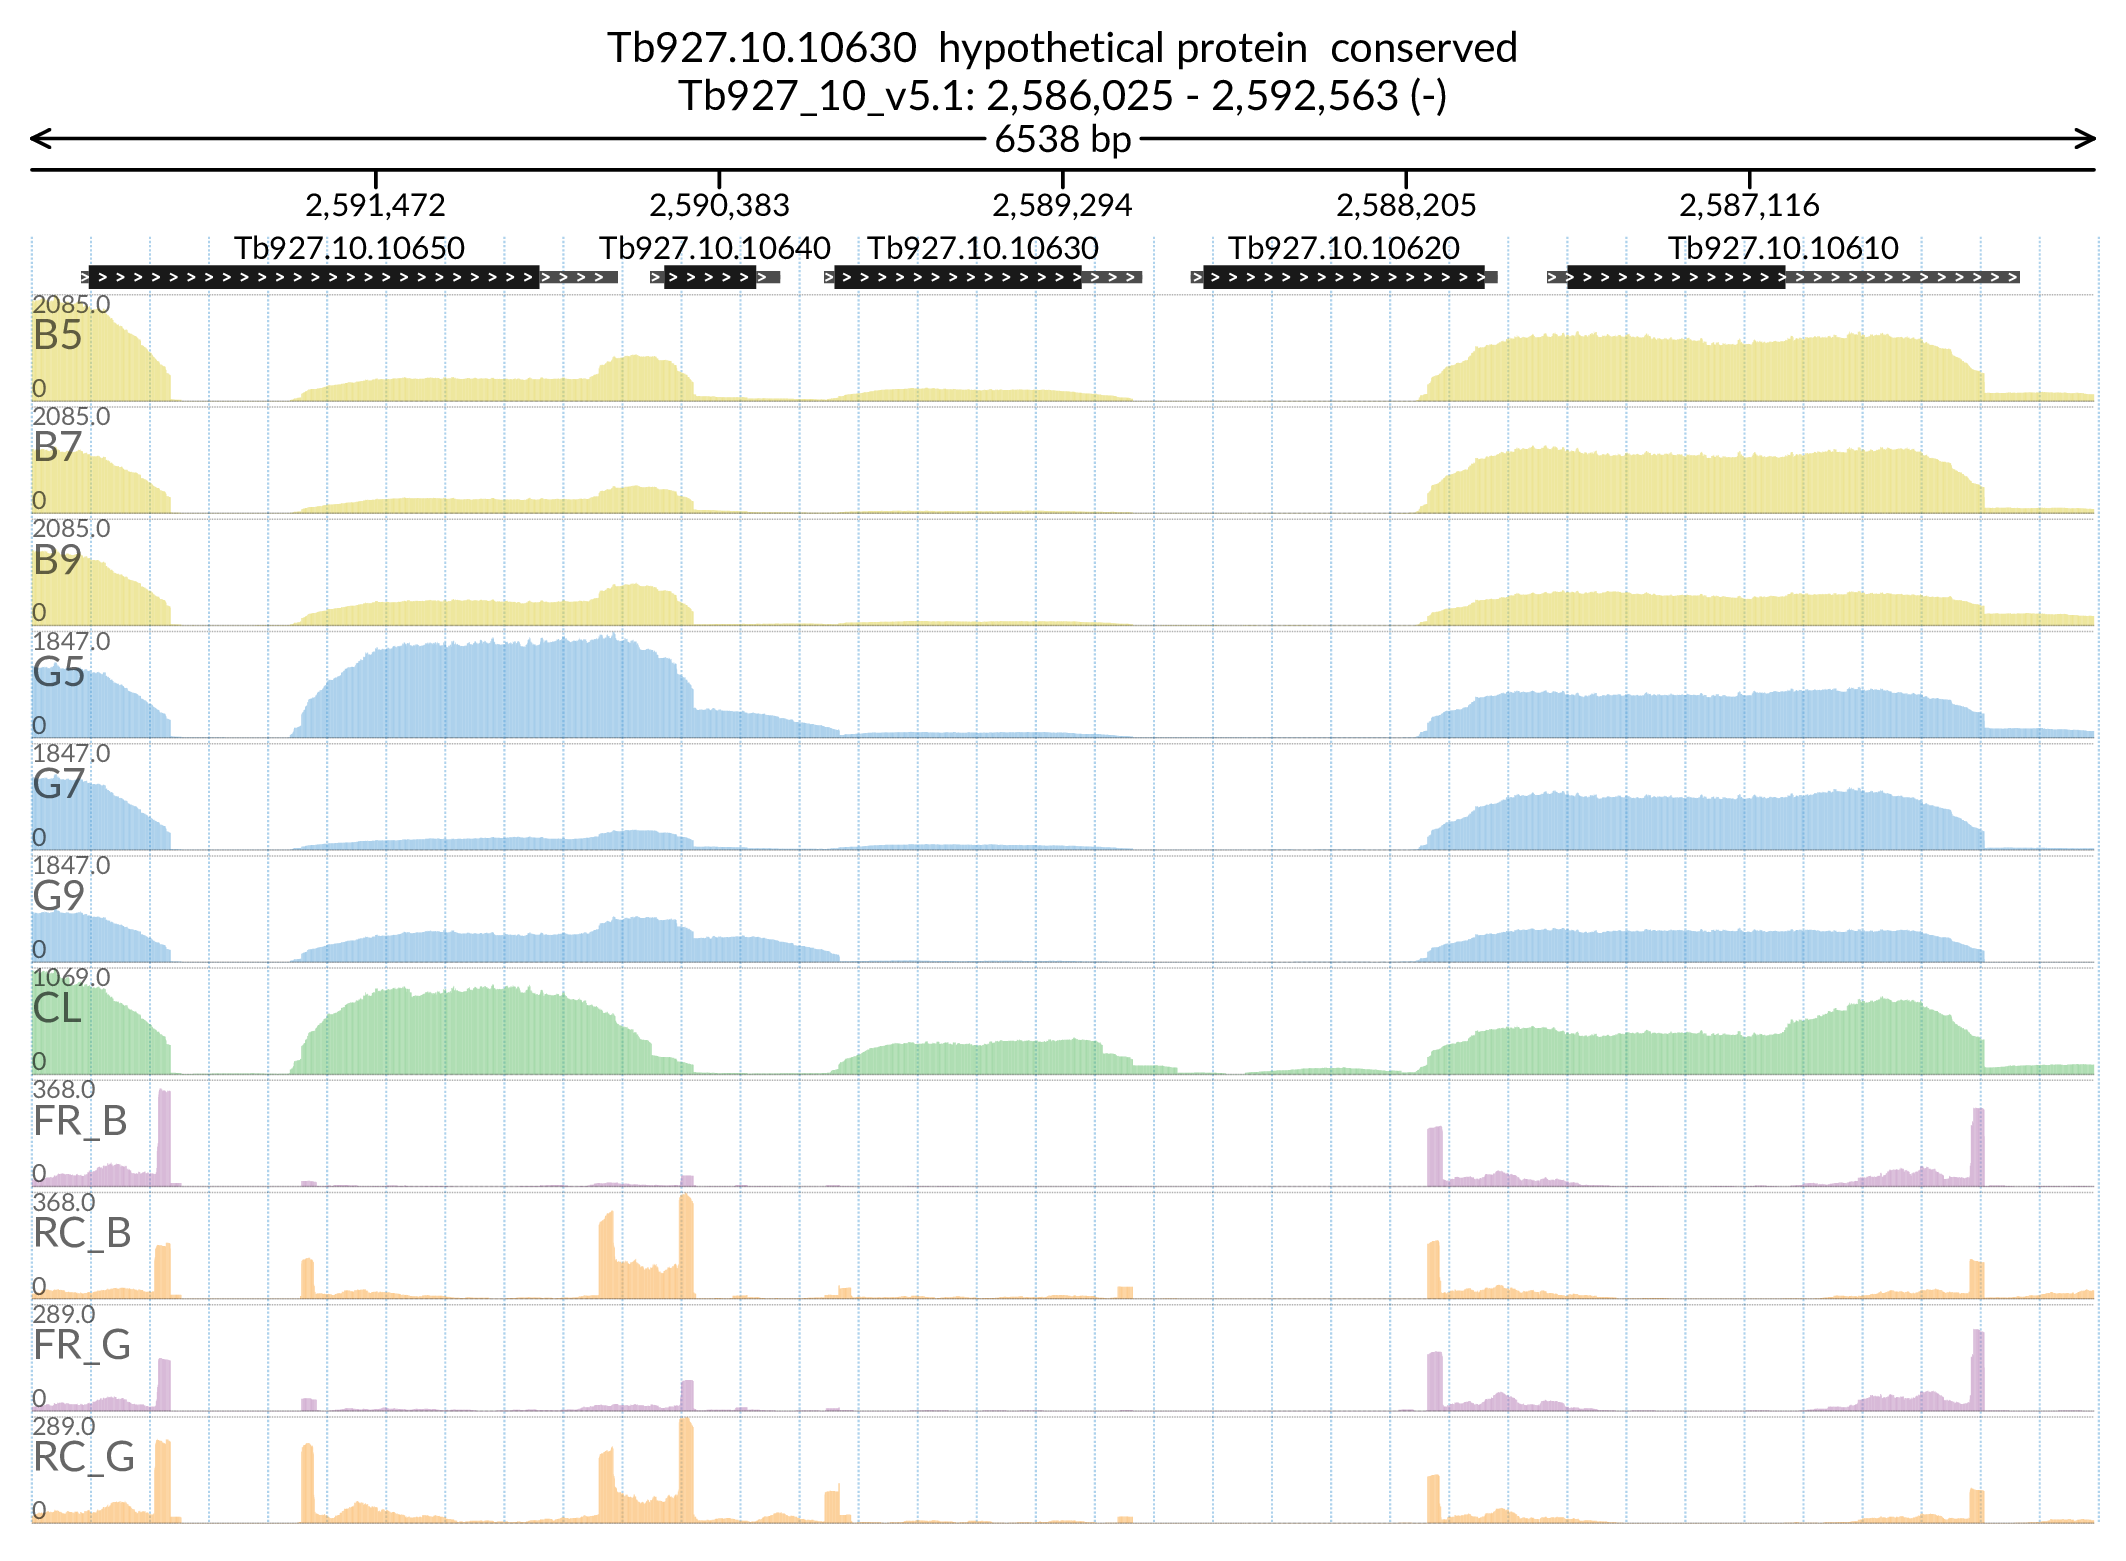 Tb927.10.10630 hypothetical protein conserved
Tb927_10_v5.1: 2,586,025 - 2,592,563 (-)
6538 bp
2,591,472 2,590,383 2,589,294 2,588,205 2,587,116
Tb927.10.10650 Tb927.10.10640 Tb927.10.10630 Tb927.10.10620 Tb927.10.10610
2085.0
B5
0
2085.0
B7
0
2085.0
B9
0
1847.0
G5
0
1847.0
G7
0
1847.0
G9
0
1069.0
CL
0
368.0
FR_B
0
368.0
RC_B
0
289.0
FR_G
0
289.0
RC_G
0